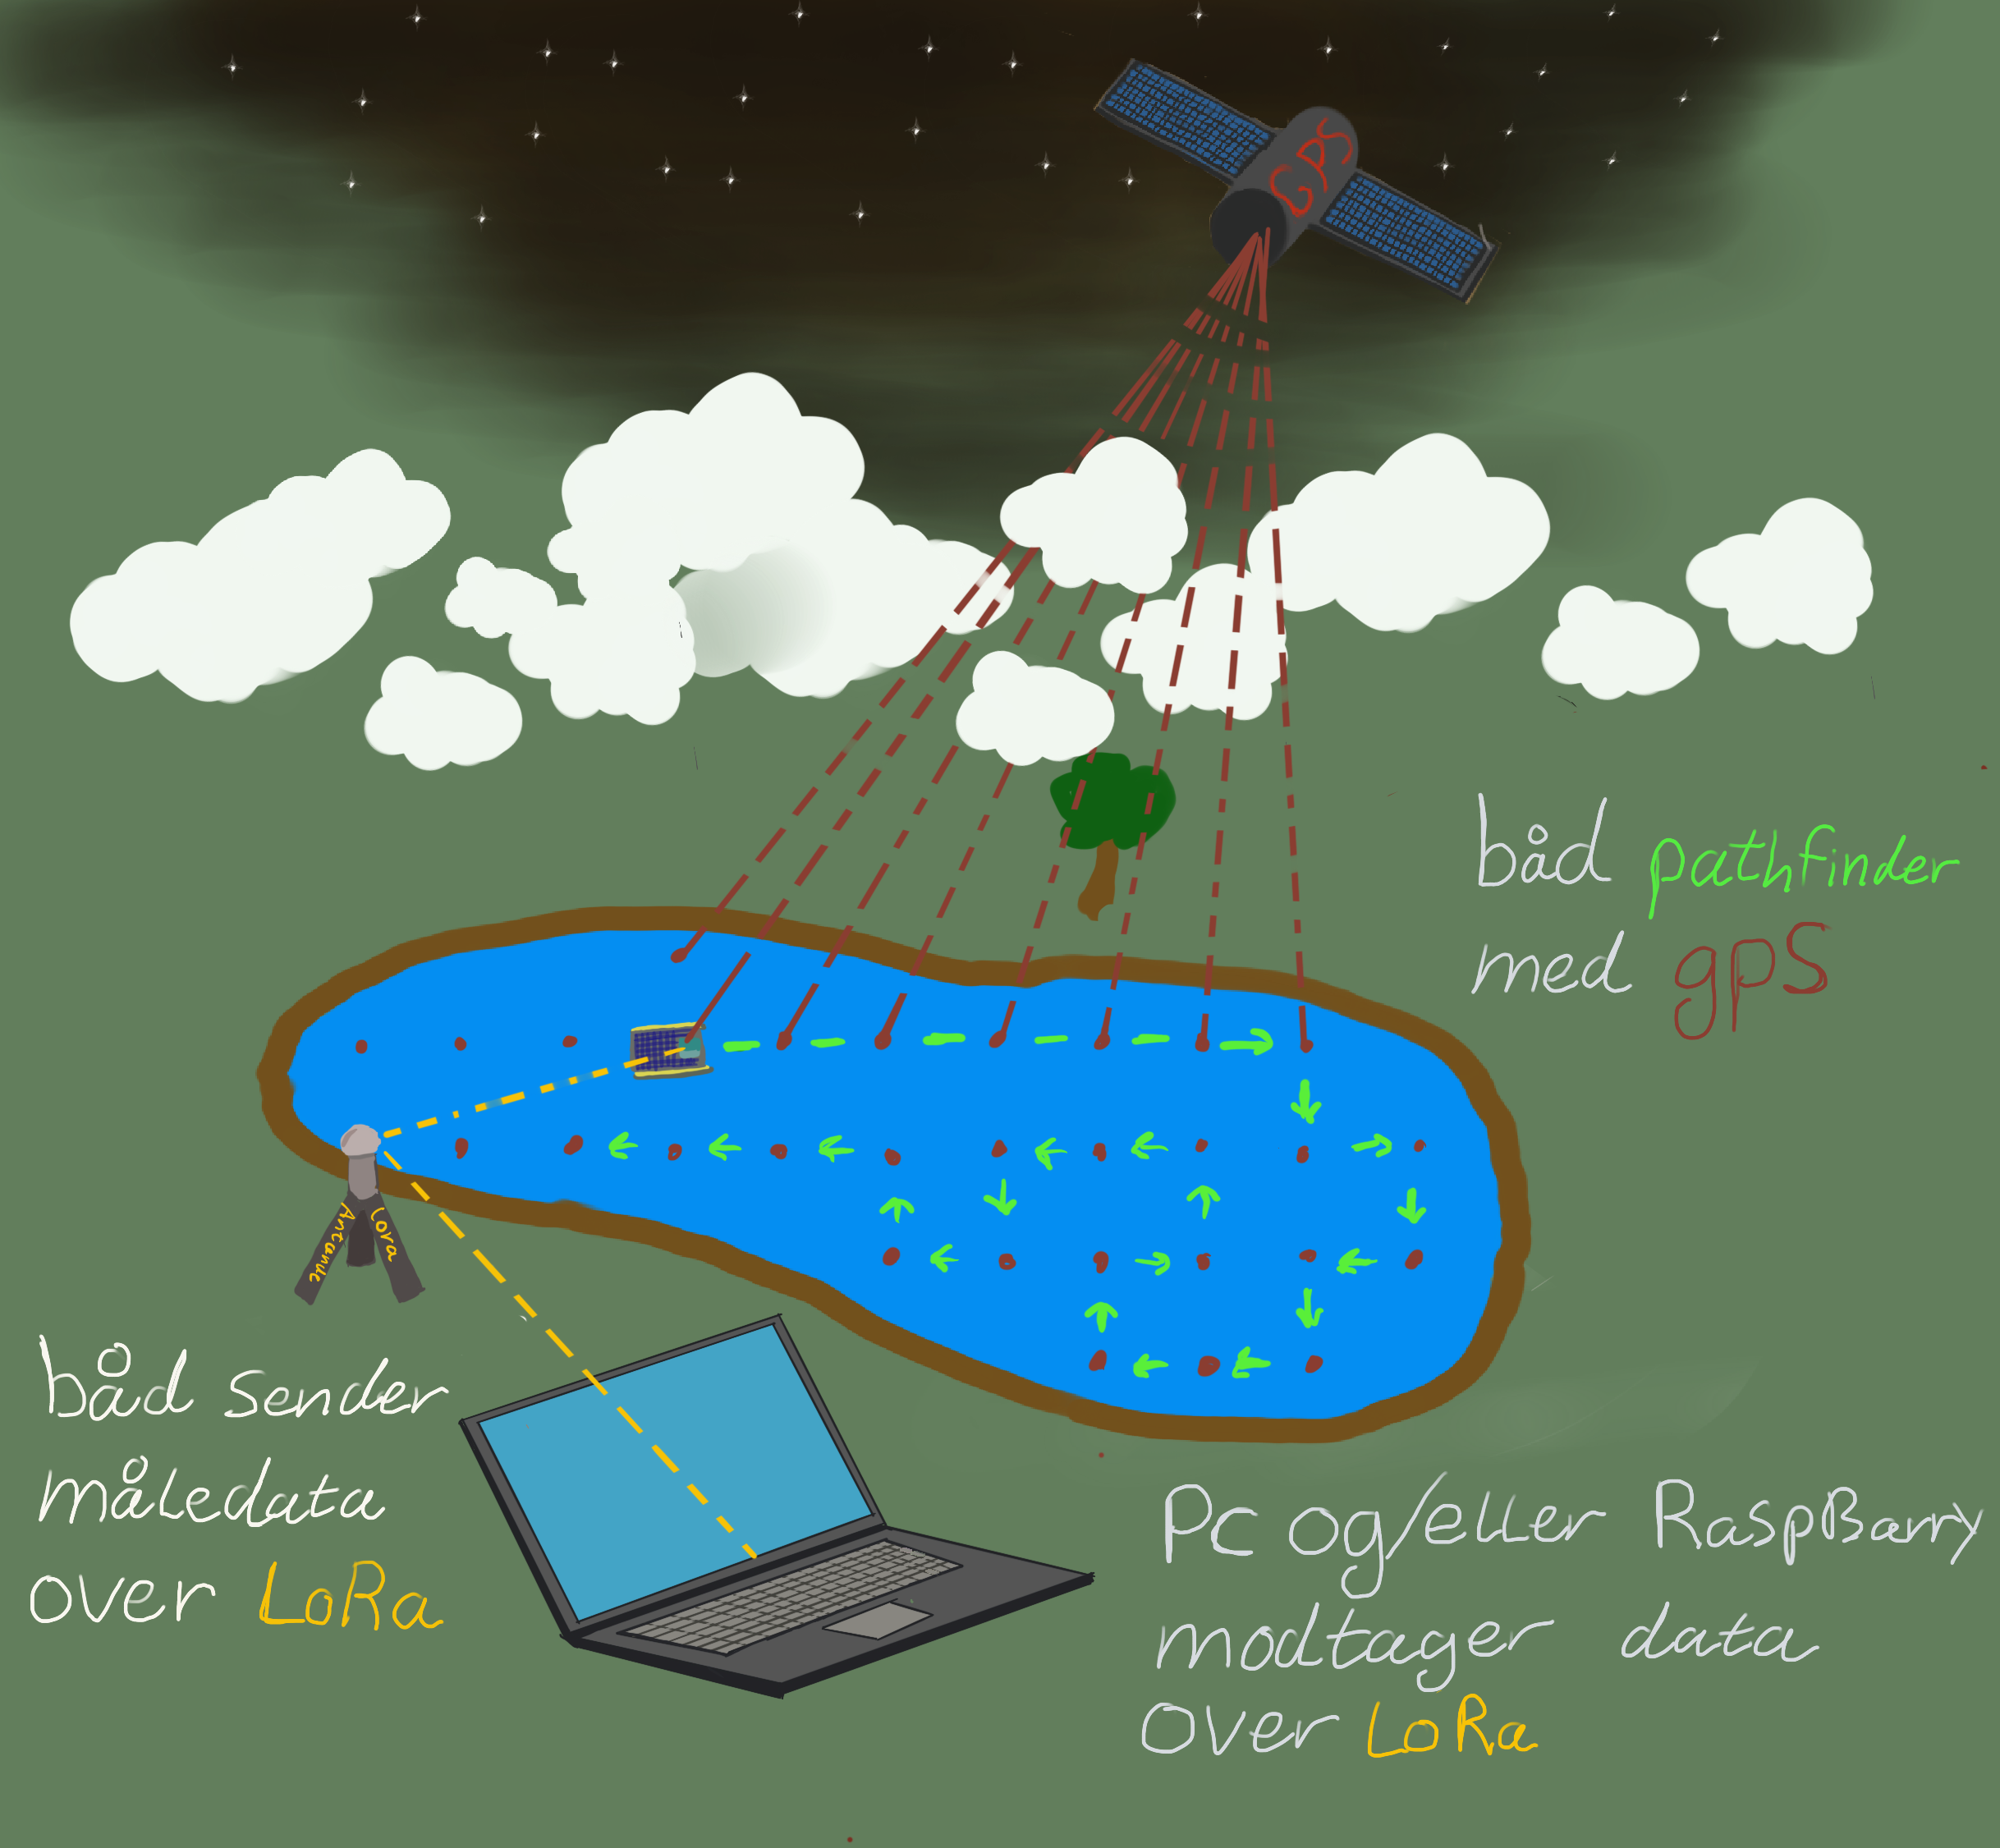 GPS
båd pathfinder
med gps
Lora
Antande
båd sender
måledata
over LoRa
PC og/eller RaspBarry
modtager data
over LoRa